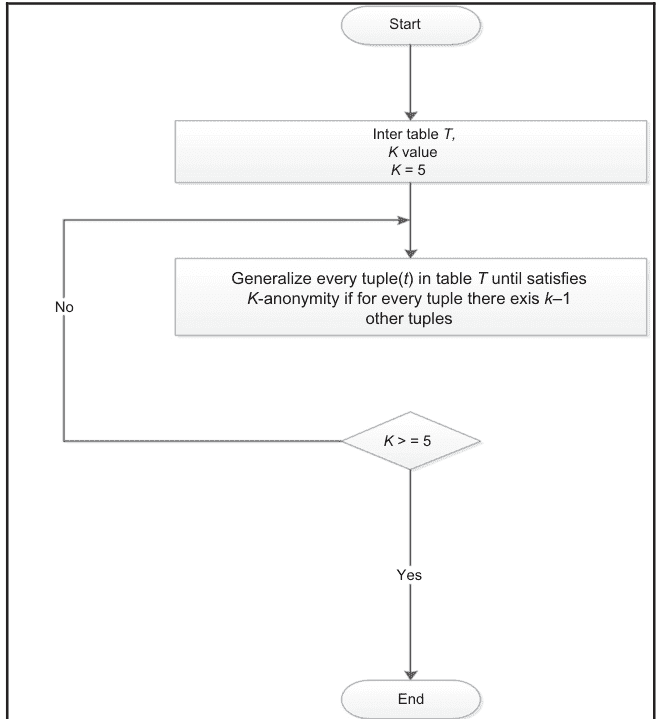 Start
Inter table T,
K value
K = 5
Generalize every tuple(t) in table T until satisfies
K-anonymity if for every tuple there exis k–1
other tuples
No
K > = 5
Yes
End